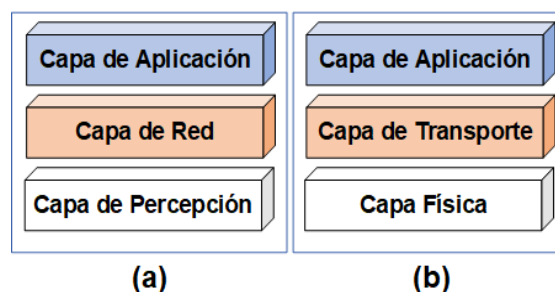 Capa de Aplicación
Capa de Red
Capa de Percepción
(a)
Capa de Aplicación
Capa de Transporte
Capa Física
(b)